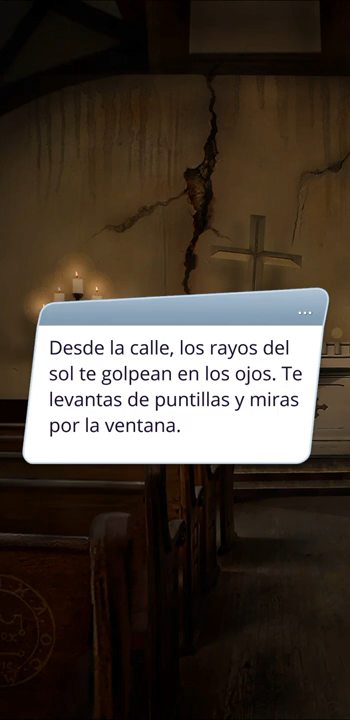 ...
Desde la calle, los rayos del
sol te golpean en los ojos. Te
levantas de puntillas y miras
por la ventana.